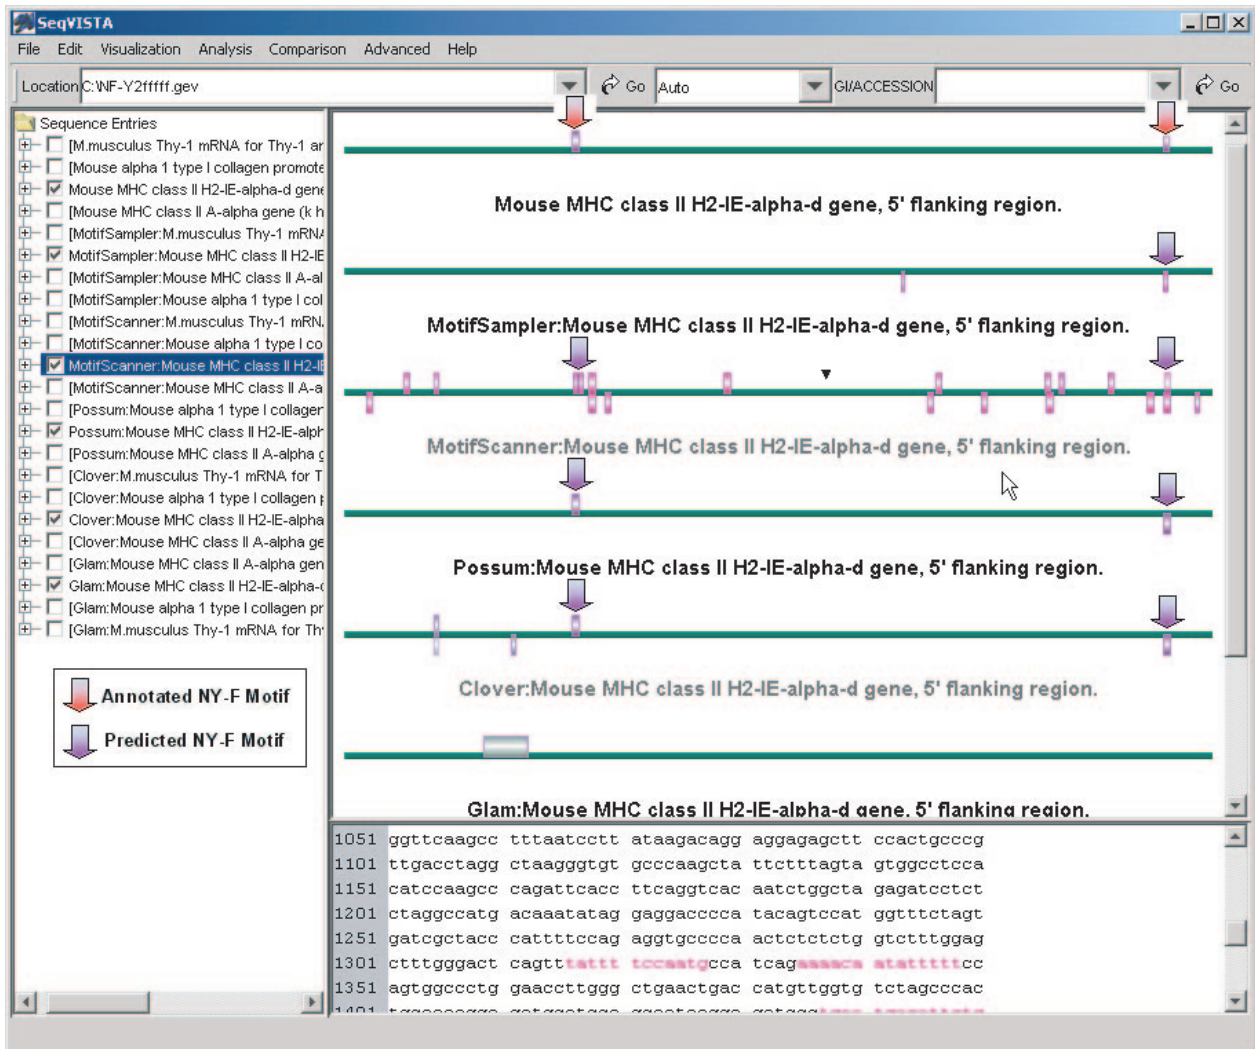 SeqVISTA
File Edit Visualization Analysis Comparison Advanced Help
Location C:\NF-Y2fffff.gev Go Auto GI/ACCESSION Go
Sequence Entries
[M.musculus Thy-1 mRNA for Thy-1 ar
[Mouse alpha 1 type I collagen promote
Mouse MHC class II H2-IE-alpha-d gene
[Mouse MHC class II A-alpha gene (k h
[MotifSampler:M.musculus Thy-1 mRNA
MotifSampler:Mouse MHC class II H2-IE
[MotifSampler:Mouse MHC class II A-al
[MotifSampler:Mouse alpha 1 type I col
[MotifScanner:M.musculus Thy-1 mRN
[MotifScanner:Mouse alpha 1 type I co
MotifScanner:Mouse MHC class II H2-IE
[MotifScanner:Mouse MHC class II A-a
[Possum:Mouse alpha 1 type I collager
Possum:Mouse MHC class II H2-IE-alph
[Possum:Mouse MHC class II A-alpha g
[Clover:M.musculus Thy-1 mRNA for T
[Clover:Mouse alpha 1 type I collagen p
Clover:Mouse MHC class II H2-IE-alpha
[Clover:Mouse MHC class II A-alpha ge
[Glam:Mouse MHC class II A-alpha gen
Glam:Mouse MHC class II H2-IE-alpha-d
[Glam:Mouse alpha 1 type I collagen pr
[Glam:M.musculus Thy-1 mRNA for Thy
Annotated NY-F Motif
Predicted NY-F Motif
Mouse MHC class II H2-IE-alpha-d gene, 5' flanking region.
MotifSampler:Mouse MHC class II H2-IE-alpha-d gene, 5' flanking region.
MotifScanner:Mouse MHC class II H2-IE-alpha-d gene, 5' flanking region.
Possum:Mouse MHC class II H2-IE-alpha-d gene, 5' flanking region.
Clover:Mouse MHC class II H2-IE-alpha-d gene, 5' flanking region.
Glam:Mouse MHC class II H2-IE-alpha-d gene, 5' flanking region.
1051 ggttcaagcc tttaatcctt ataagacagg aggagagctt ccactgcccg
1101 ttgacctagg ctaagggtgt gcccaagcta ttctttagta gtggcctcca
1151 catccaagcc cagattcacc ttcaggtcac aatctggcta gagatcctct
1201 ctaggccatg acaaatatag gaggacccca tacagtccat ggtttctagt
1251 gatcgctacc cattttccag aggtgcccca actctctctg gtctttggag
1301 ctttgggact cagtttattt tccaatgcca tcagaaaaca atatttttcc
1351 agtggccctg gaaccttggg ctgaactgac catgttggtg tctagcccac
1401